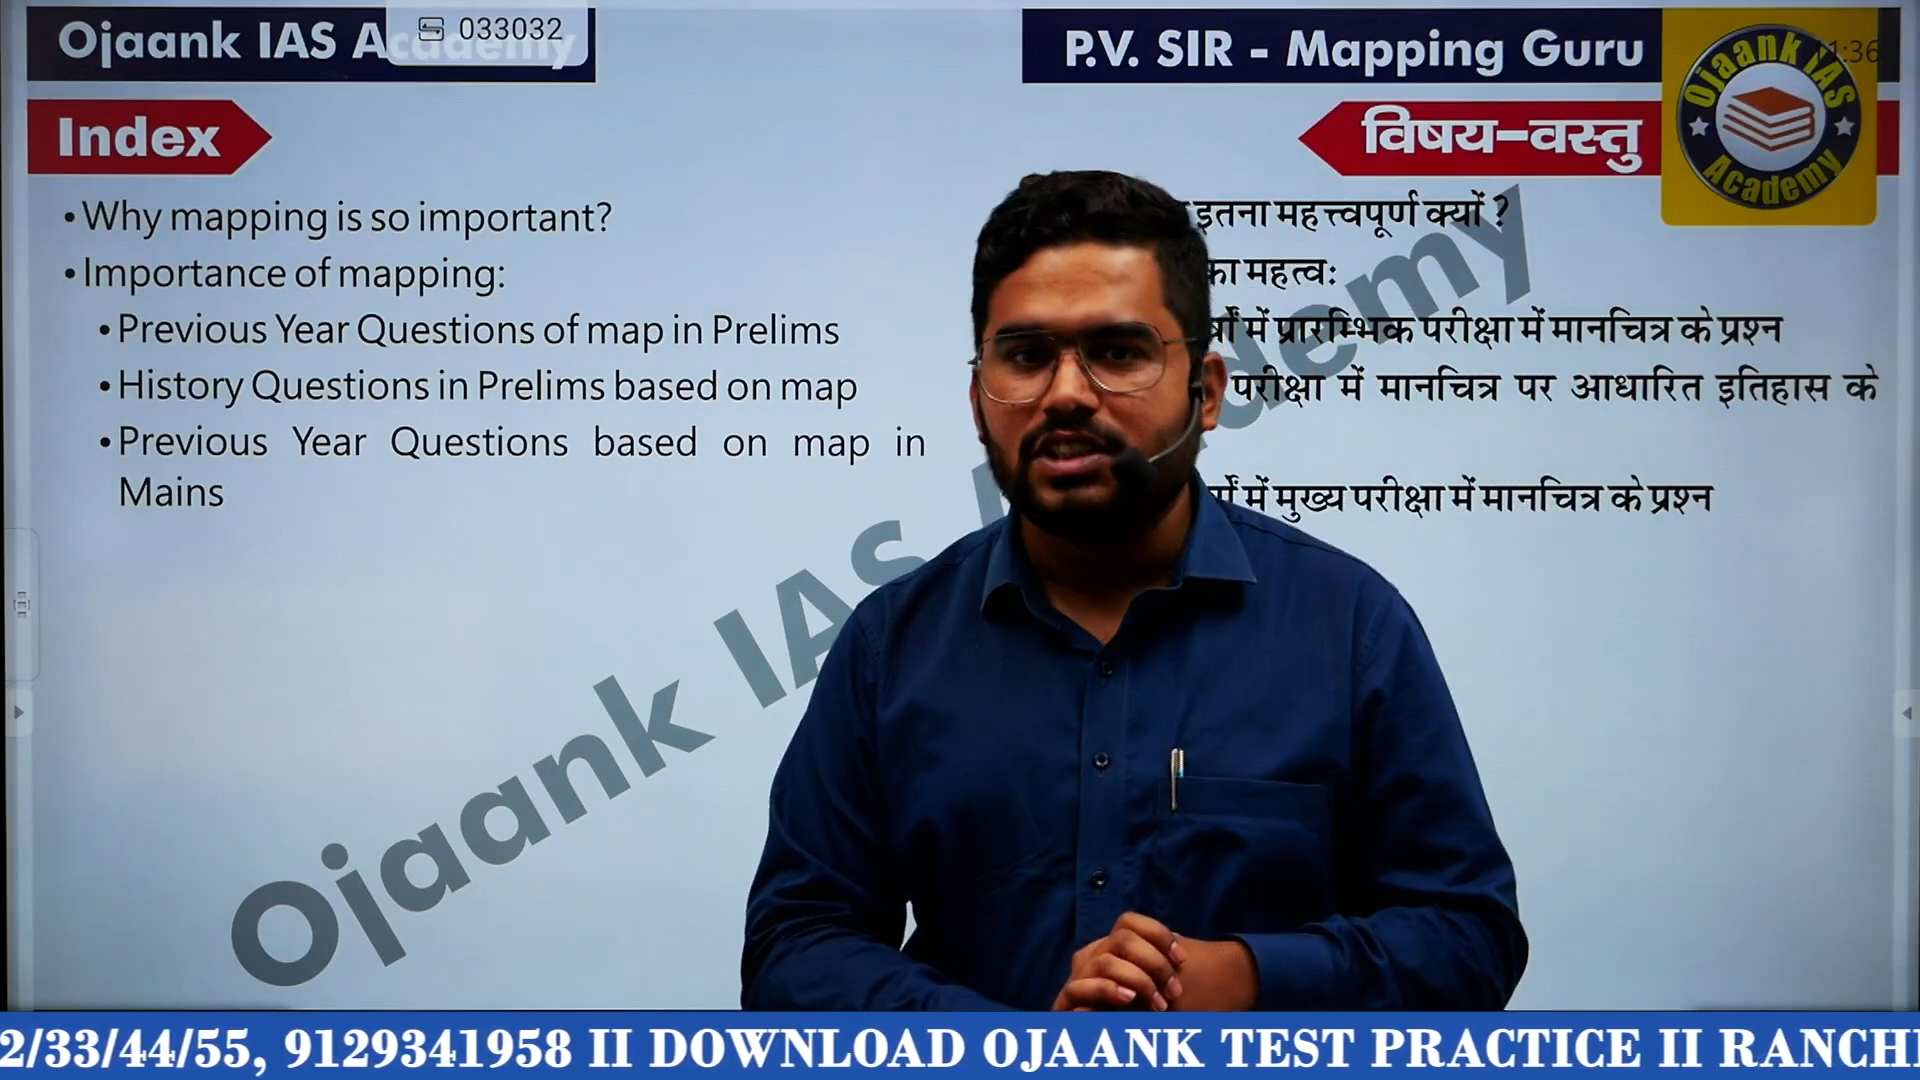 Ojaank IAS Academy
033032
P.V. SIR - Mapping Guru
:36
Ojaank IAS
Academy
Index
विषय-वस्तु
• Why mapping is so important?
• Importance of mapping:
• Previous Year Questions of map in Prelims
• History Questions in Prelims based on map
• Previous Year Questions based on map in
Mains
इतना महत्त्वपूर्ण क्यों ?
का महत्वः
में प्रारम्भिक परीक्षा में मानचित्र के प्रश्न
परीक्षा में मानचित्र पर आधारित इतिहास के
में मुख्य परीक्षा में मानचित्र के प्रश्न
Ojaank IAS
2/33/44/55, 9129341958 II DOWNLOAD OJAANK TEST PRACTICE II RANCHI